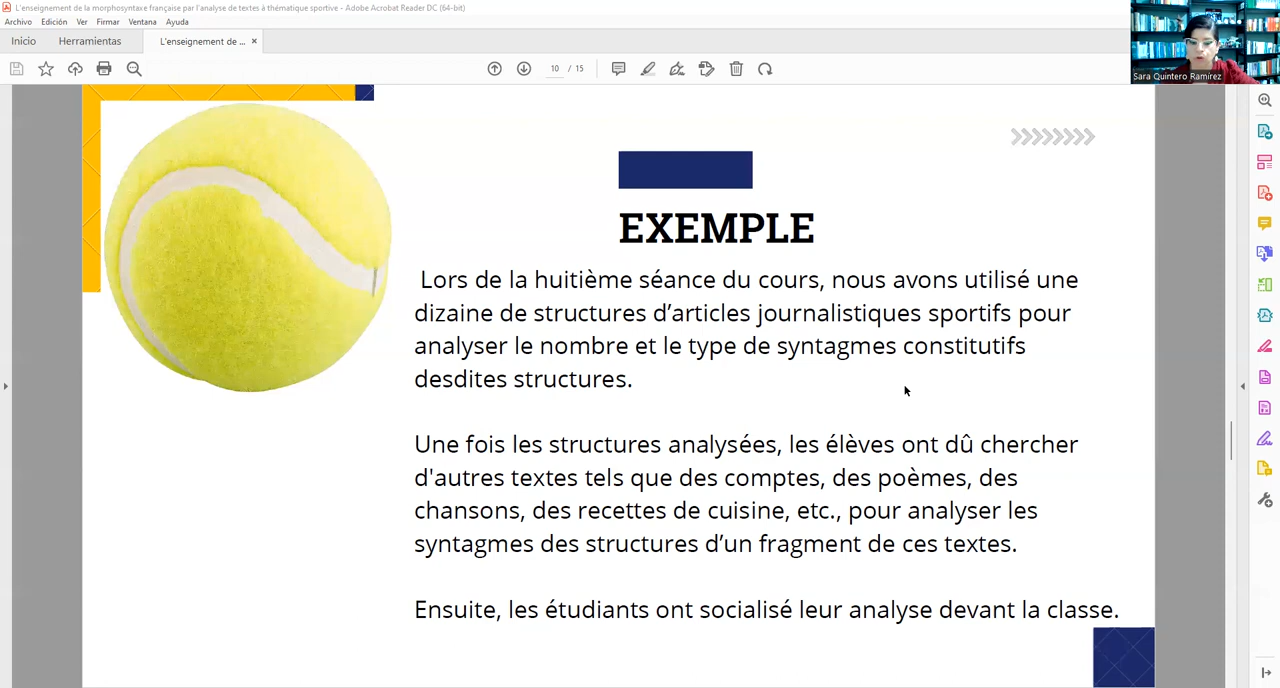 L'enseignement de la morphosyntaxe française par l'analyse de textes à thématique sportive - Adobe Acrobat Reader DC (64-bit)
Archivo Edición Ver Firmar Ventana Ayuda
Inicio Herramientas L'enseignement de ... ×
10 / 15
Sara Quintero Ramírez
EXEMPLE
Lors de la huitième séance du cours, nous avons utilisé une
dizaine de structures d’articles journalistiques sportifs pour
analyser le nombre et le type de syntagmes constitutifs
desdites structures.
Une fois les structures analysées, les élèves ont dû chercher
d'autres textes tels que des comptes, des poèmes, des
chansons, des recettes de cuisine, etc., pour analyser les
syntagmes des structures d’un fragment de ces textes.
Ensuite, les étudiants ont socialisé leur analyse devant la classe.